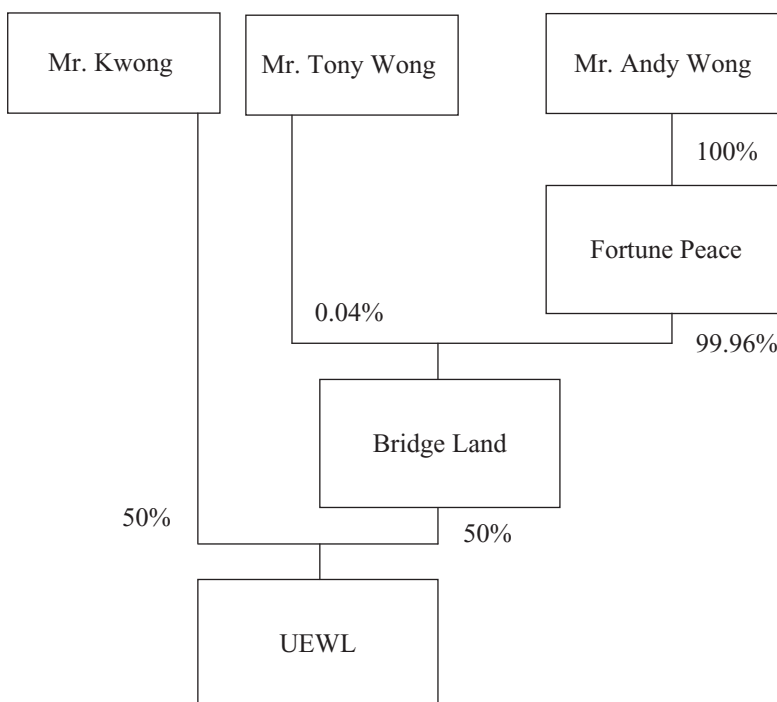 Mr. Kwong
Mr. Tony Wong
Mr. Andy Wong
100%
Fortune Peace
0.04%
99.96%
Bridge Land
50%
50%
UEWL